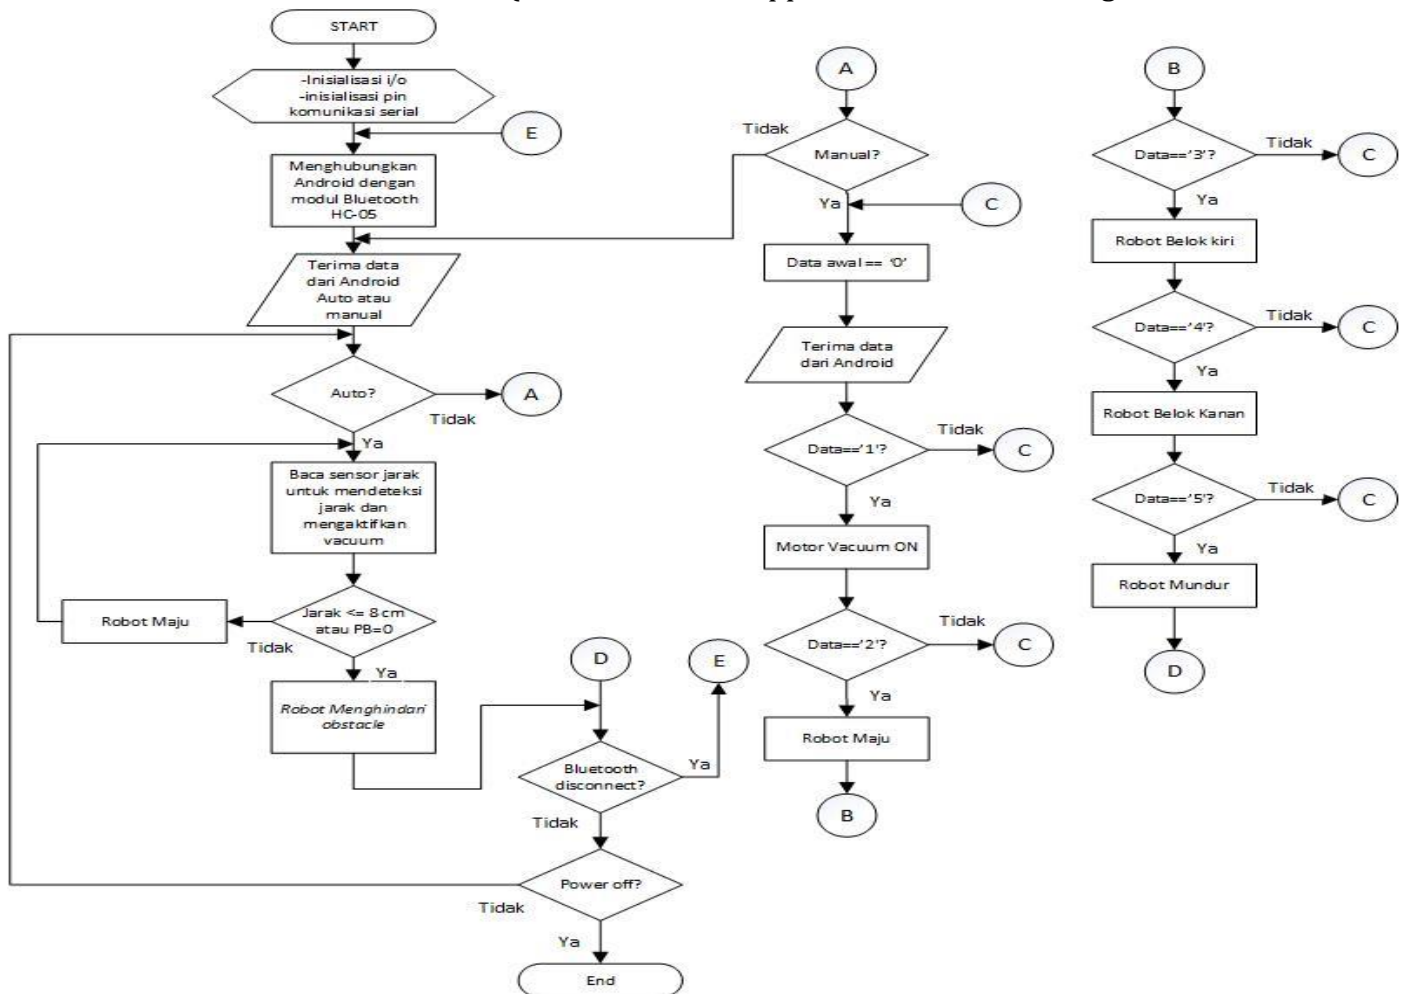 START
-Inisialisasi i/o
-inisialisasi pin
komunikasi serial
E
Menghubungkan
Android dengan
modul Bluetooth
HC-05
Terima data
dari Android
Auto atau
manual
Auto?
A
Tidak
Ya
Baca sensor jarak
untuk mendeteksi
jarak dan
mengaktifkan
vacuum
Jarak <= 8 cm
atau PB=0
Robot Maju
Tidak
Ya
Robot Menghindari
obstacle
D
E
Bluetooth
disconnect?
Ya
Tidak
Power off?
Tidak
Ya
End
A
Tidak
Manual?
Ya
C
Data awal == '0'
Terima data
dari Android
Data=='1'?
Tidak
C
Ya
Motor Vacuum ON
Data=='2'?
Tidak
C
Ya
Robot Maju
B
B
Data=='3'?
Tidak
C
Ya
Robot Belok kiri
Data=='4'?
Tidak
C
Ya
Robot Belok Kanan
Data=='5'?
Tidak
C
Ya
Robot Mundur
D